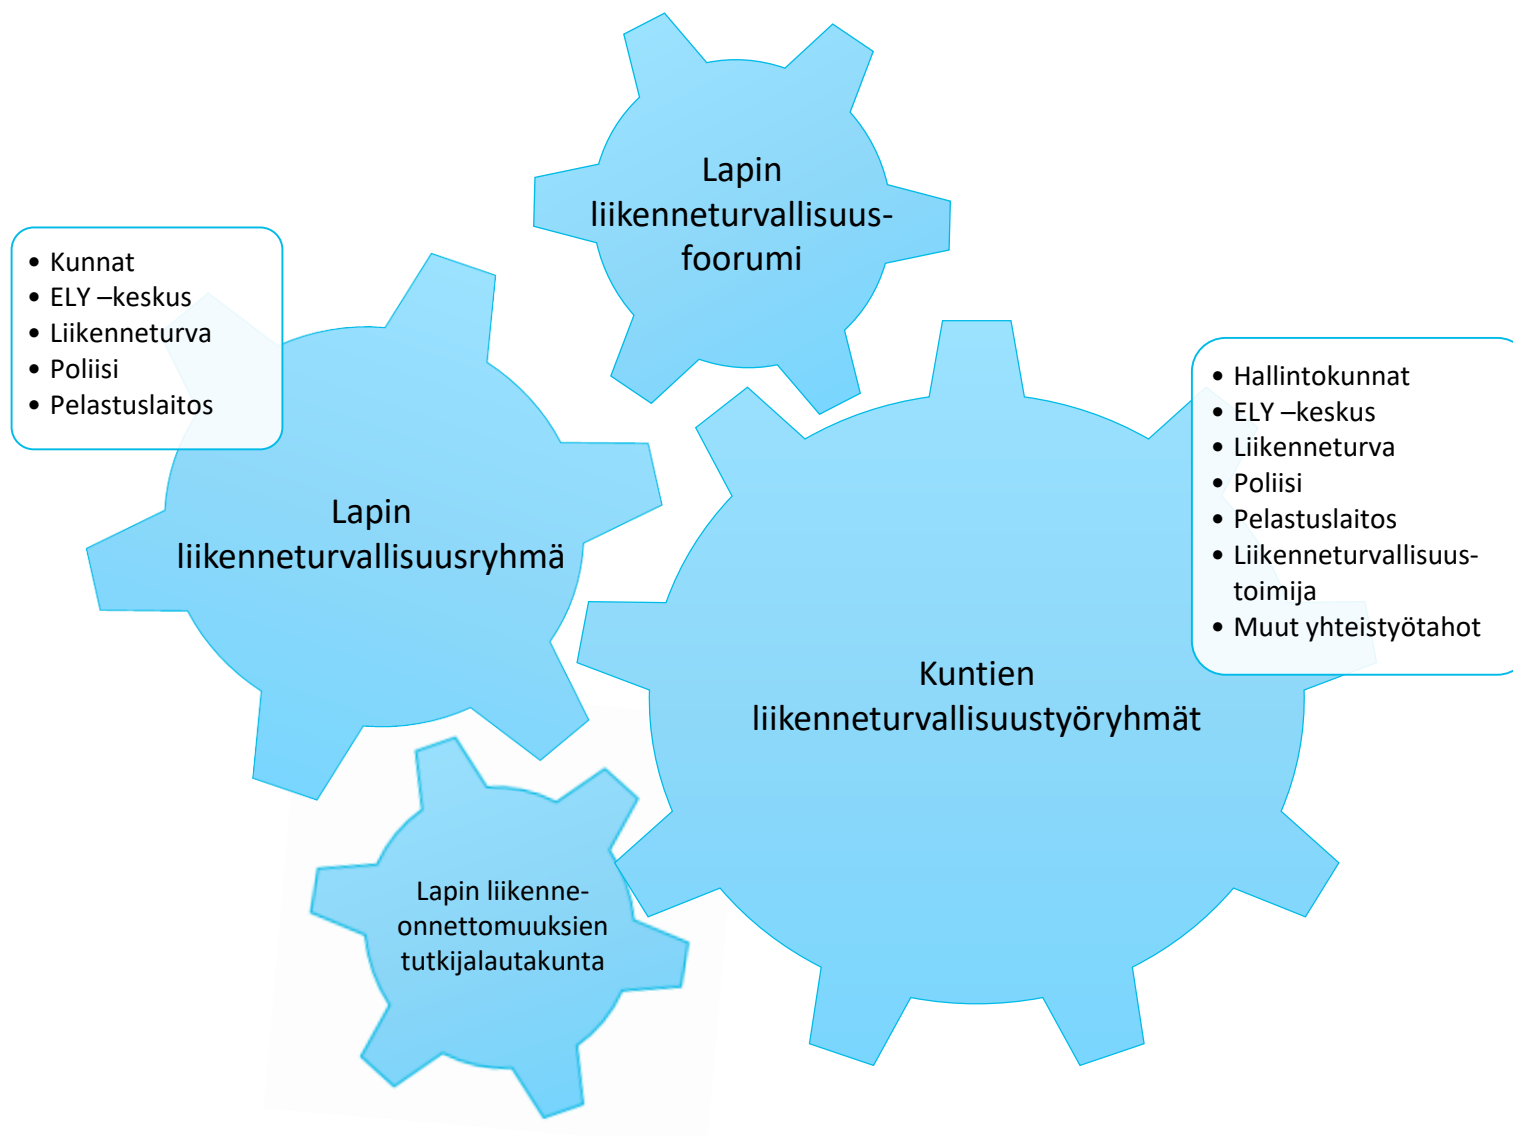 Lapin
liikenneturvallisuus-
foorumi
• Kunnat
• ELY –keskus
• Liikenneturva
• Poliisi
• Pelastuslaitos
Lapin
liikenneturvallisuusryhmä
• Hallintokunnat
• ELY –keskus
• Liikenneturva
• Poliisi
• Pelastuslaitos
• Liikenneturvallisuus-
toimija
• Muut yhteistyötahot
Kuntien
liikenneturvallisuustyöryhmät
Lapin liikenne-
onnettomuuksien
tutkijalautakunta